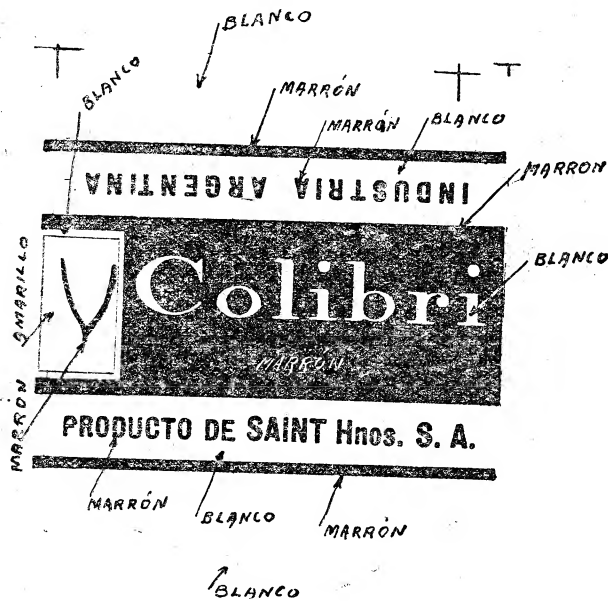 BLANCO
BLANCO
MARRÓN
MARRÓN
BLANCO
INDUSTRIA ARGENTINA
MARRON
AMARILLO
Y Colibri
BLANCO
MARRÓN
MARRON
PRODUCTO DE SAINT Hnos. S. A.
MARRÓN
BLANCO
MARRÓN
BLANCO